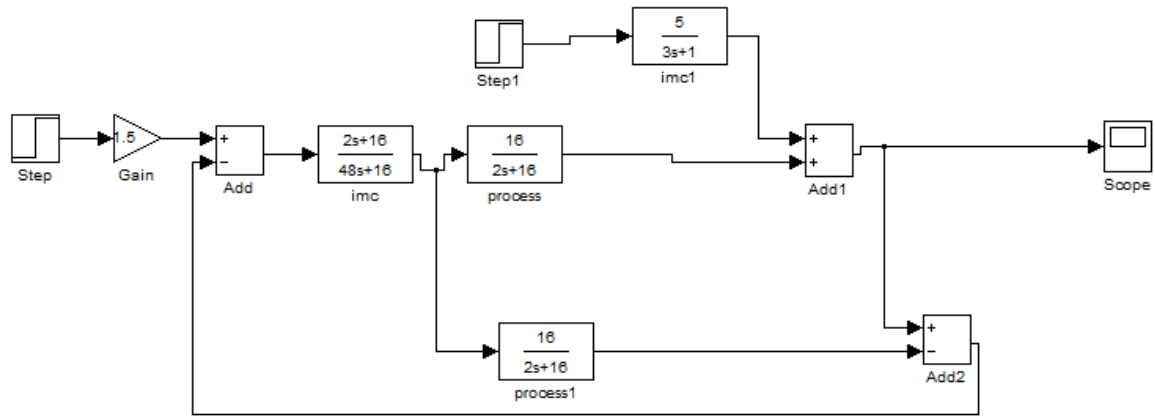 5
3s+1
imc1
Step1
1.5
+
−
2s+16
48s+16
16
2s+16
+
+
Step
Gain
Add
imc
process
Add1
Scope
16
2s+16
process1
+
−
Add2